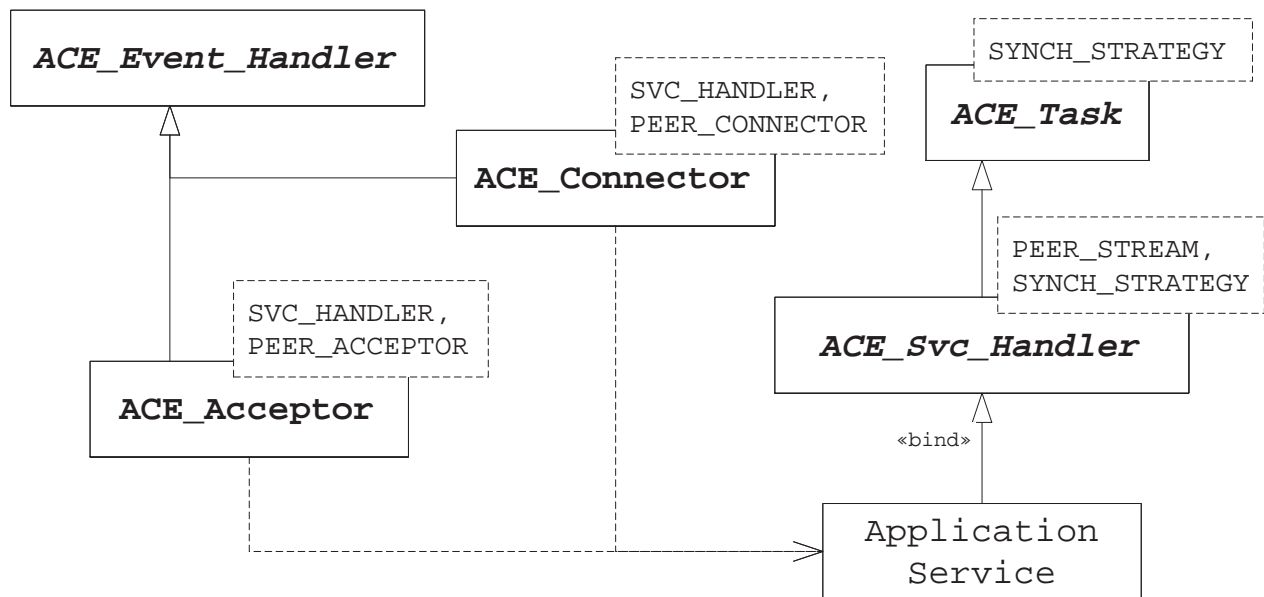 ACE_Event_Handler
SYNCH_STRATEGY
ACE_Task
SVC_HANDLER,
PEER_CONNECTOR
ACE_Connector
PEER_STREAM,
SYNCH_STRATEGY
ACE_Svc_Handler
SVC_HANDLER,
PEER_ACCEPTOR
ACE_Acceptor
«bind»
Application
Service